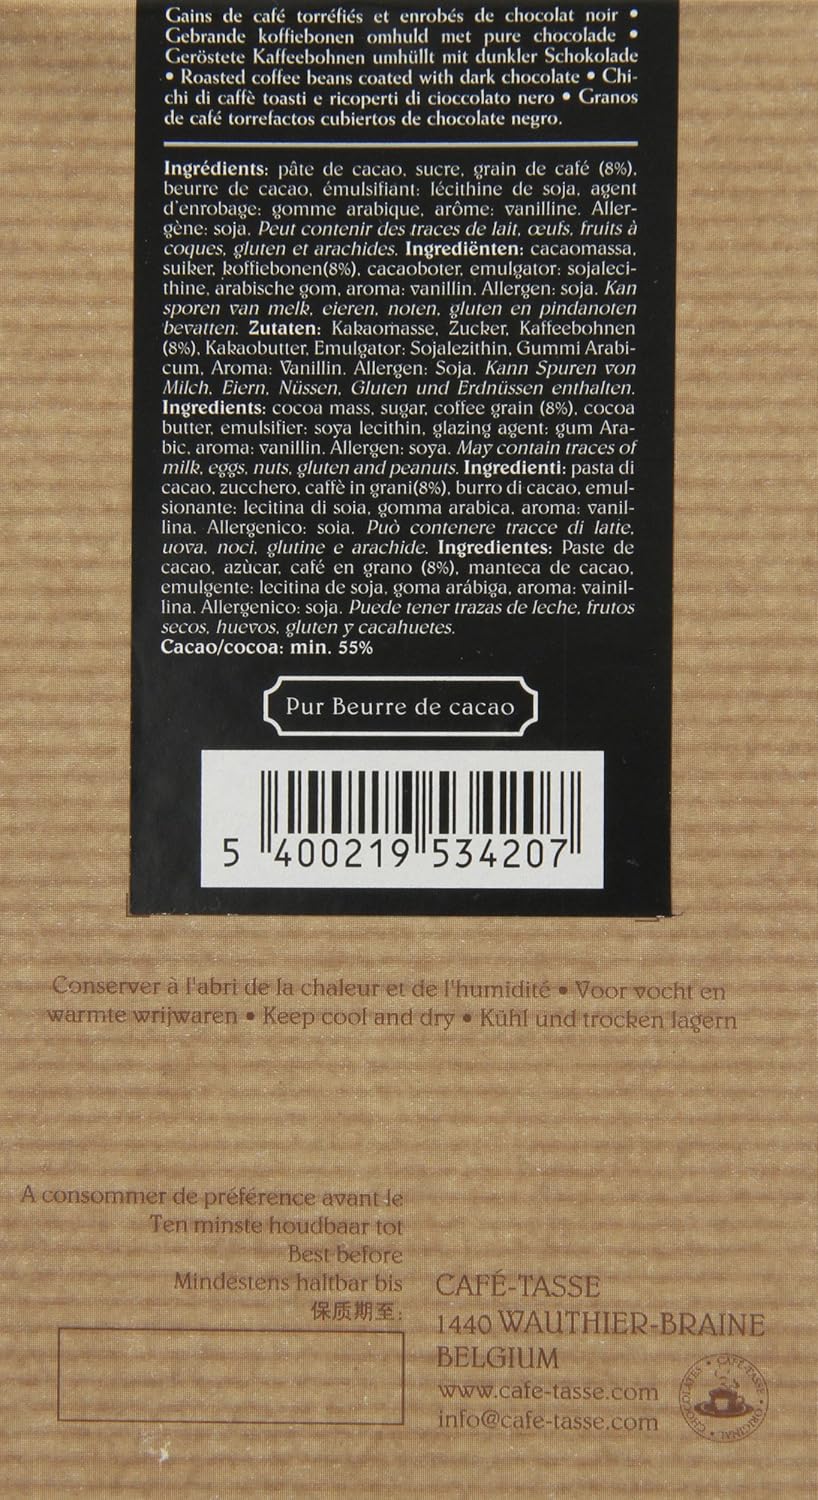 Gains de café torréfiés et enrobés de chocolat noir •
Gebrande koffiebonen omhuld met pure chocolade •
Geröstete Kaffeebohnen umhüllt mit dunkler Schokolade
• Roasted coffee beans coated with dark chocolate • Chi-
chi di caffè toasti e ricoperti di cioccolato nero • Granos
de café torrefactos cubiertos de chocolate negro.
Ingrédients: pâte de cacao, sucre, grain de café (8%),
beurre de cacao, émulsifiant: lécithine de soja, agent
d'enrobage: gomme arabique, arôme: vanilline. Aller-
gène: soja. Peut contenir des traces de lait, œufs, fruits à
coques, gluten et arachides. Ingrediënten: cacaomassa,
suiker, koffiebonen(8%), cacaoboter, emulgator: sojaleci-
thine, arabische gom, aroma: vanillin. Allergen: soja. Kan
sporen van melk, eieren, noten, gluten en pindanoten
bevatten. Zutaten: Kakaomasse, Zucker, Kaffeebohnen
(8%), Kakaobutter, Emulgator: Sojalezithin, Gummi Arabi-
cum, Aroma: Vanillin. Allergen: Soja. Kann Spuren von
Milch, Eiern, Nüssen, Gluten und Erdnüssen enthalten.
Ingredients: cocoa mass, sugar, coffee grain (8%), cocoa
butter, emulsifier: soya lecithin, glazing agent: gum Ara-
bic, aroma: vanillin. Allergen: soya. May contain traces of
milk, eggs, nuts, gluten and peanuts. Ingredienti: pasta di
cacao, zucchero, caffè in grani(8%), burro di cacao, emul-
sionante: lecitina di soia, gomma arabica, aroma: vanil-
lina. Allergenico: soia. Può contenere tracce di latte,
uova, noci, glutine e arachide. Ingredientes: Paste de
cacao, azùcar, café en grano (8%), manteca de cacao,
emulgente: lecitina de soja, goma arábiga, aroma: vainil-
lina. Allergenico: soja. Puede tener trazas de leche, frutos
secos, huevos, gluten y cacahuetes.
Cacao/cocoa: min. 55%
Pur Beurre de cacao
5 400219 534207
Conserver à l'abri de la chaleur et de l'humidité • Voor vocht en
warmte wrijwaren • Keep cool and dry • Kühl und trocken lagern
A consommer de préférence avant le
Ten minste houdbaar tot
Best before
Mindestens haltbar bis
保质期至:
CAFÉ-TASSE
1440 WAUTHIER-BRAINE
BELGIUM
www.cafe-tasse.com
info@cafe-tasse.com
CAFÉ-TASSE • ORIGINAL • CHOCOLATES •